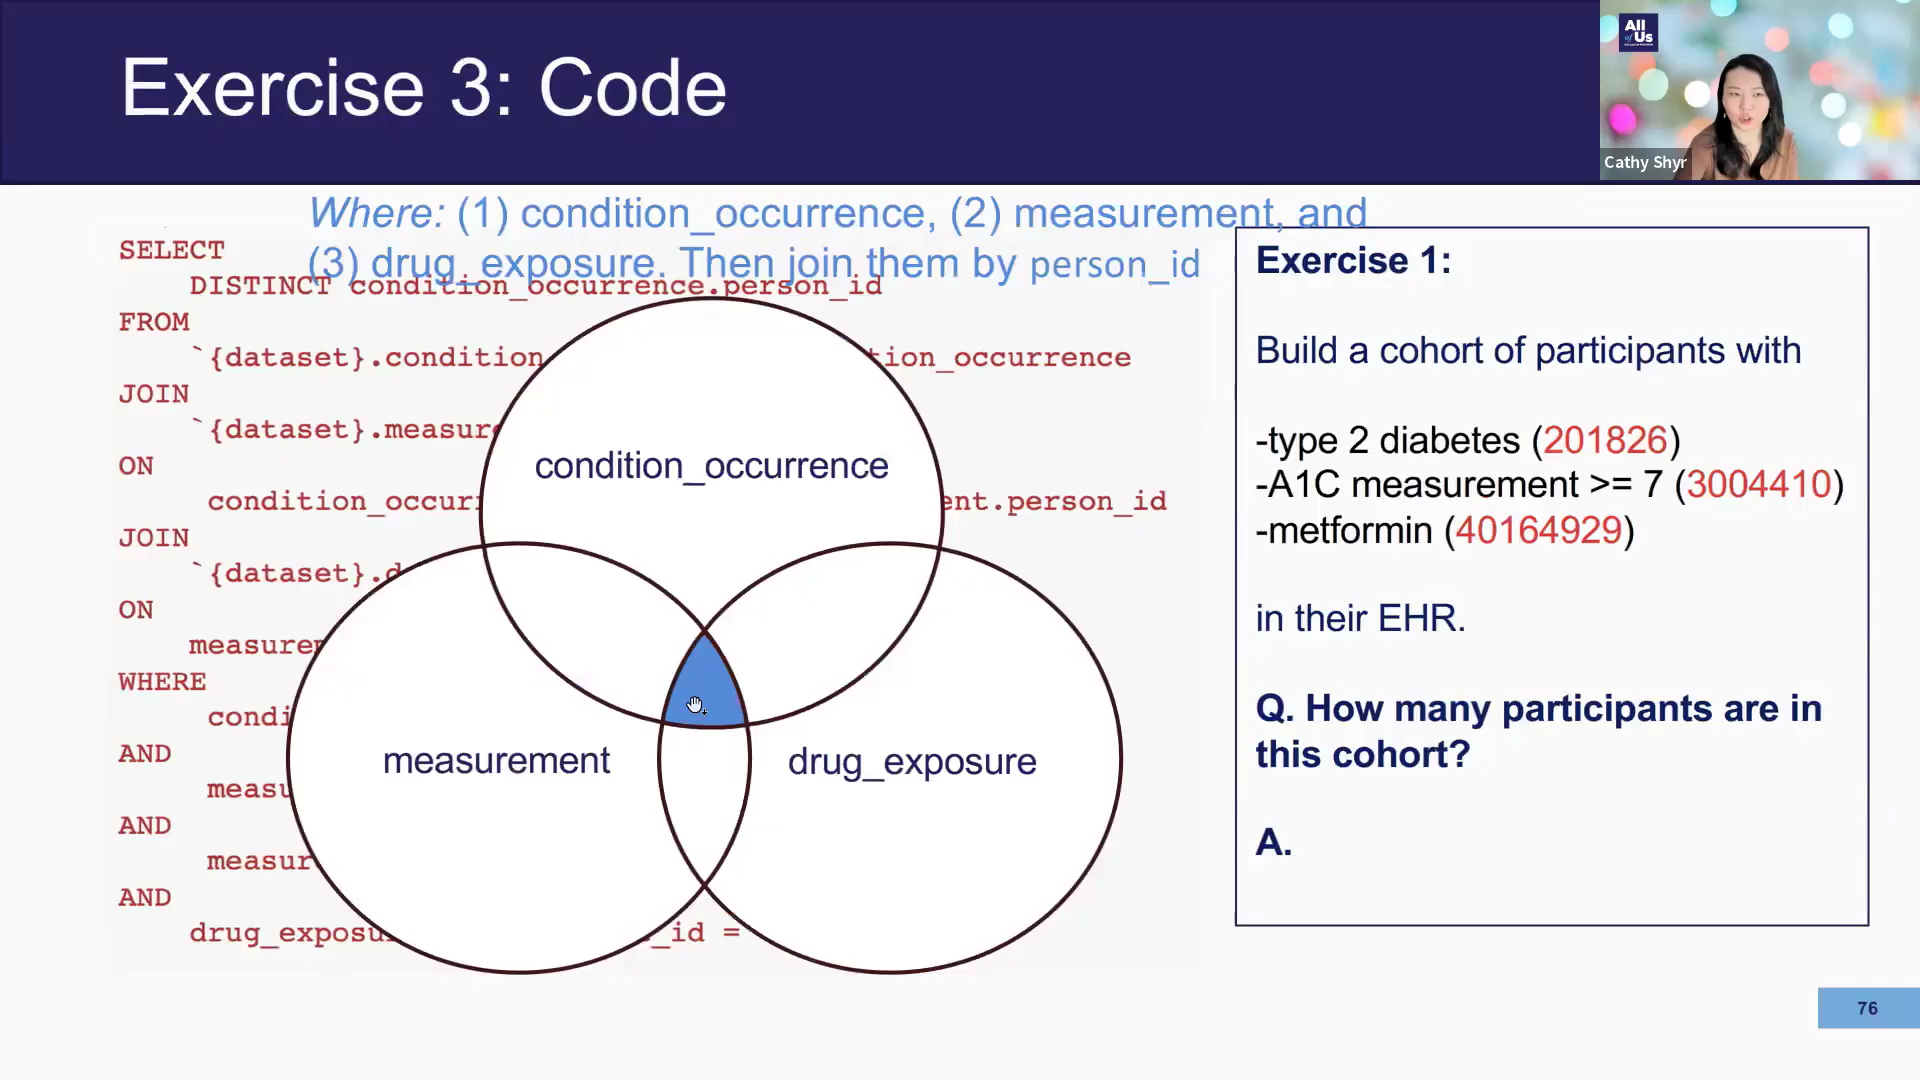 Exercise 3: Code
All
of Us
Cathy Shyr
Where: (1) condition_occurrence, (2) measurement, and
(3) drug_exposure. Then join them by person_id
SELECT
DISTINCT condition_occurrence.person_id
FROM
`{dataset}.condition tion_occurrence
JOIN
`{dataset}.measur
ON
condition_occur ent.person_id
JOIN
`{dataset}.d
ON
measurem
WHERE
condi
AND
measu
AND
measur
AND
drug_exposu _id =
condition_occurrence
measurement
drug_exposure
Exercise 1:
Build a cohort of participants with
-type 2 diabetes (201826)
-A1C measurement >= 7 (3004410)
-metformin (40164929)
in their EHR.
Q. How many participants are in
this cohort?
A.
76